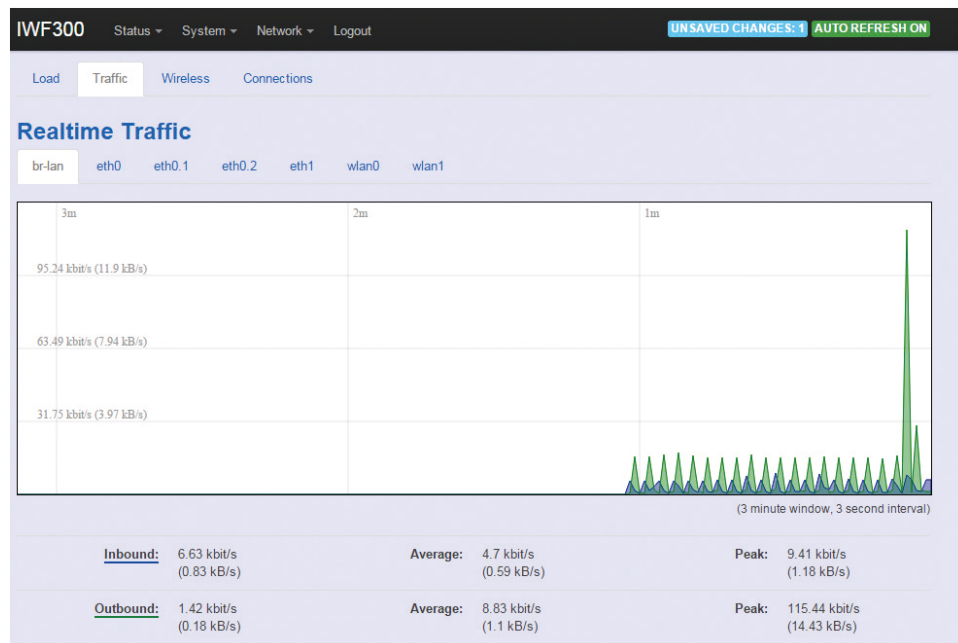 IWF300 Status System Network Logout UNSAVED CHANGES: 1 AUTO REFRESH ON
Load Traffic Wireless Connections
Realtime Traffic
br-lan eth0 eth0.1 eth0.2 eth1 wlan0 wlan1
3m 2m 1m
95.24 kbit/s (11.9 kB/s)
63.49 kbit/s (7.94 kB/s)
31.75 kbit/s (3.97 kB/s)
(3 minute window, 3 second interval)
Inbound: 6.63 kbit/s Average: 4.7 kbit/s Peak: 9.41 kbit/s
(0.83 kB/s) (0.59 kB/s) (1.18 kB/s)
Outbound: 1.42 kbit/s Average: 8.83 kbit/s Peak: 115.44 kbit/s
(0.18 kB/s) (1.1 kB/s) (14.43 kB/s)